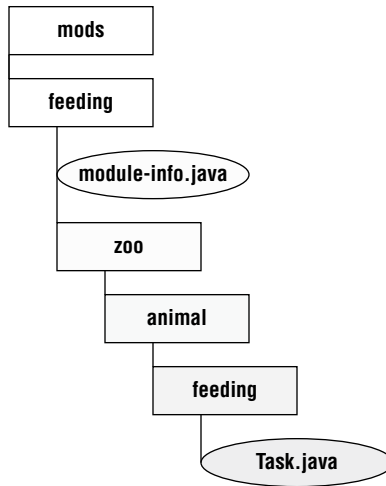 mods
feeding
module-info.java
zoo
animal
feeding
Task.java